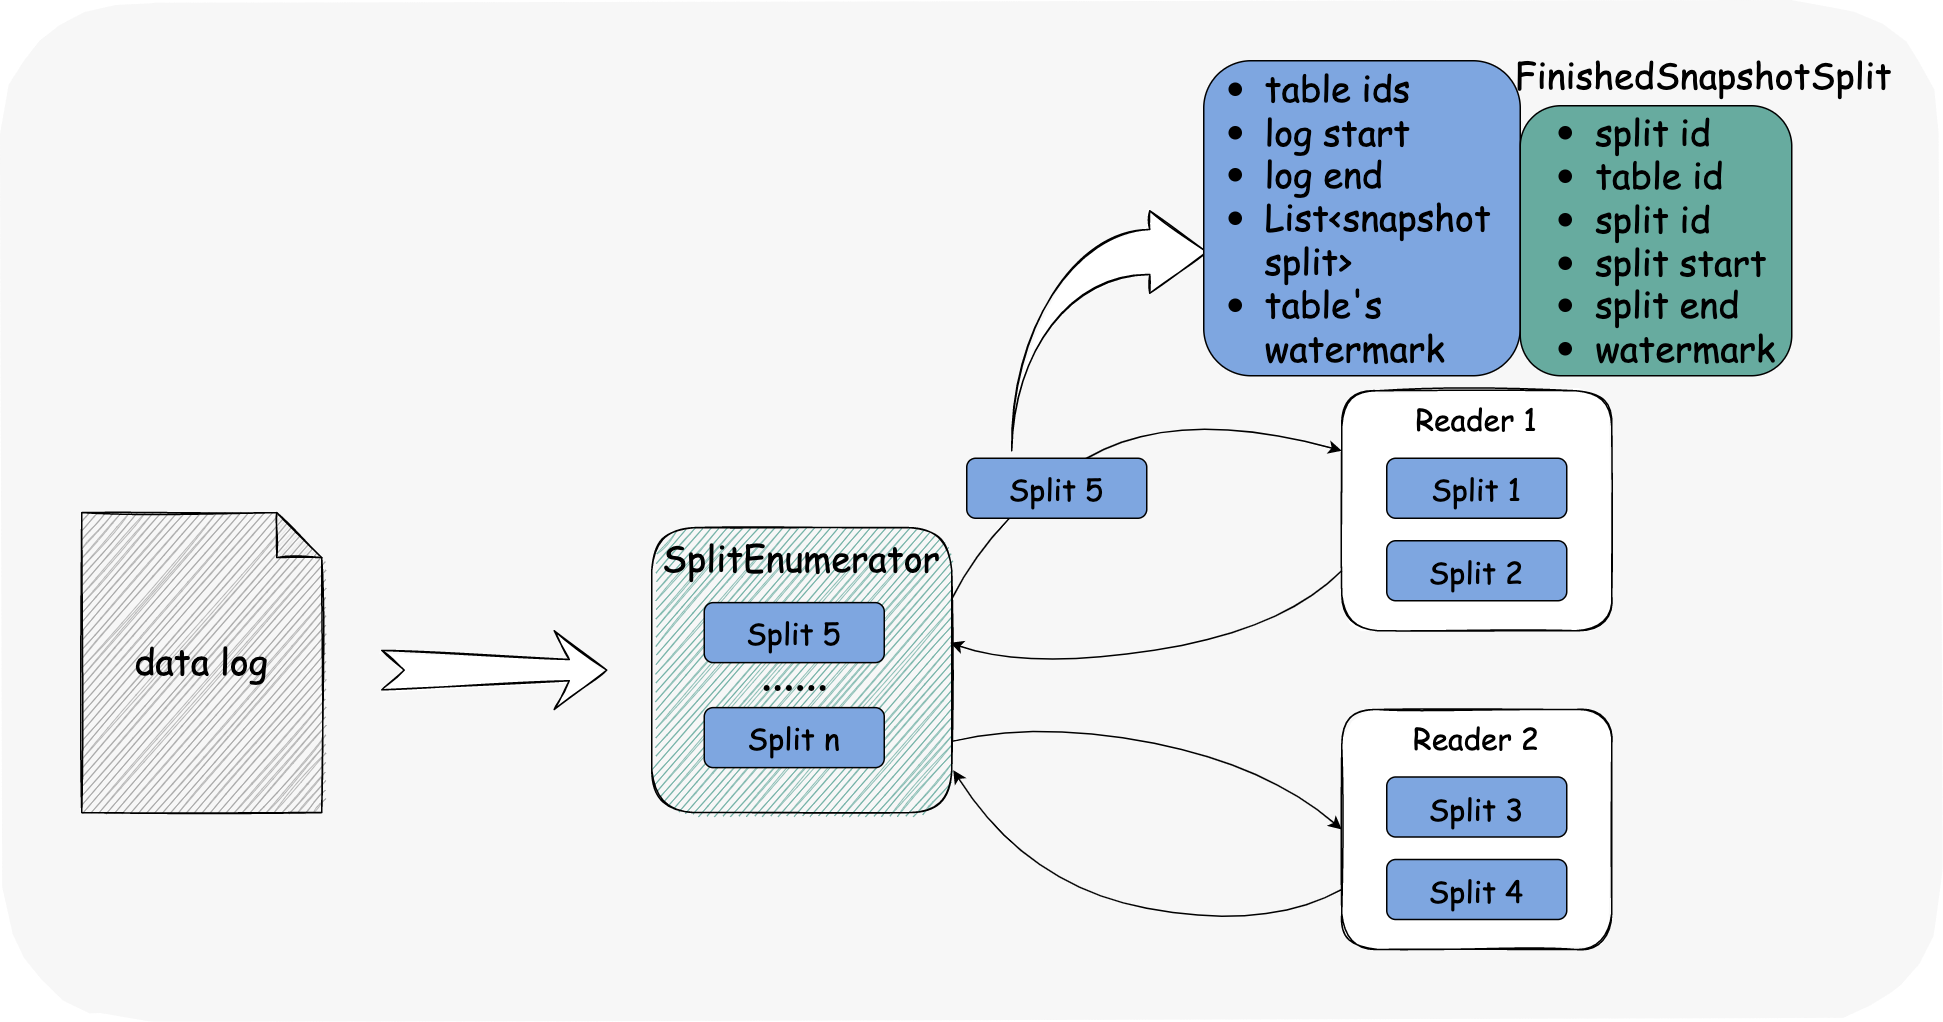 FinishedSnapshotSplit
• table ids
• log start
• log end
• List<snapshot
split>
• table's
watermark
• split id
• table id
• split id
• split start
• split end
• watermark
Reader 1
Split 1
Split 2
Split 5
SplitEnumerator
Split 5
......
Split n
data log
Reader 2
Split 3
Split 4